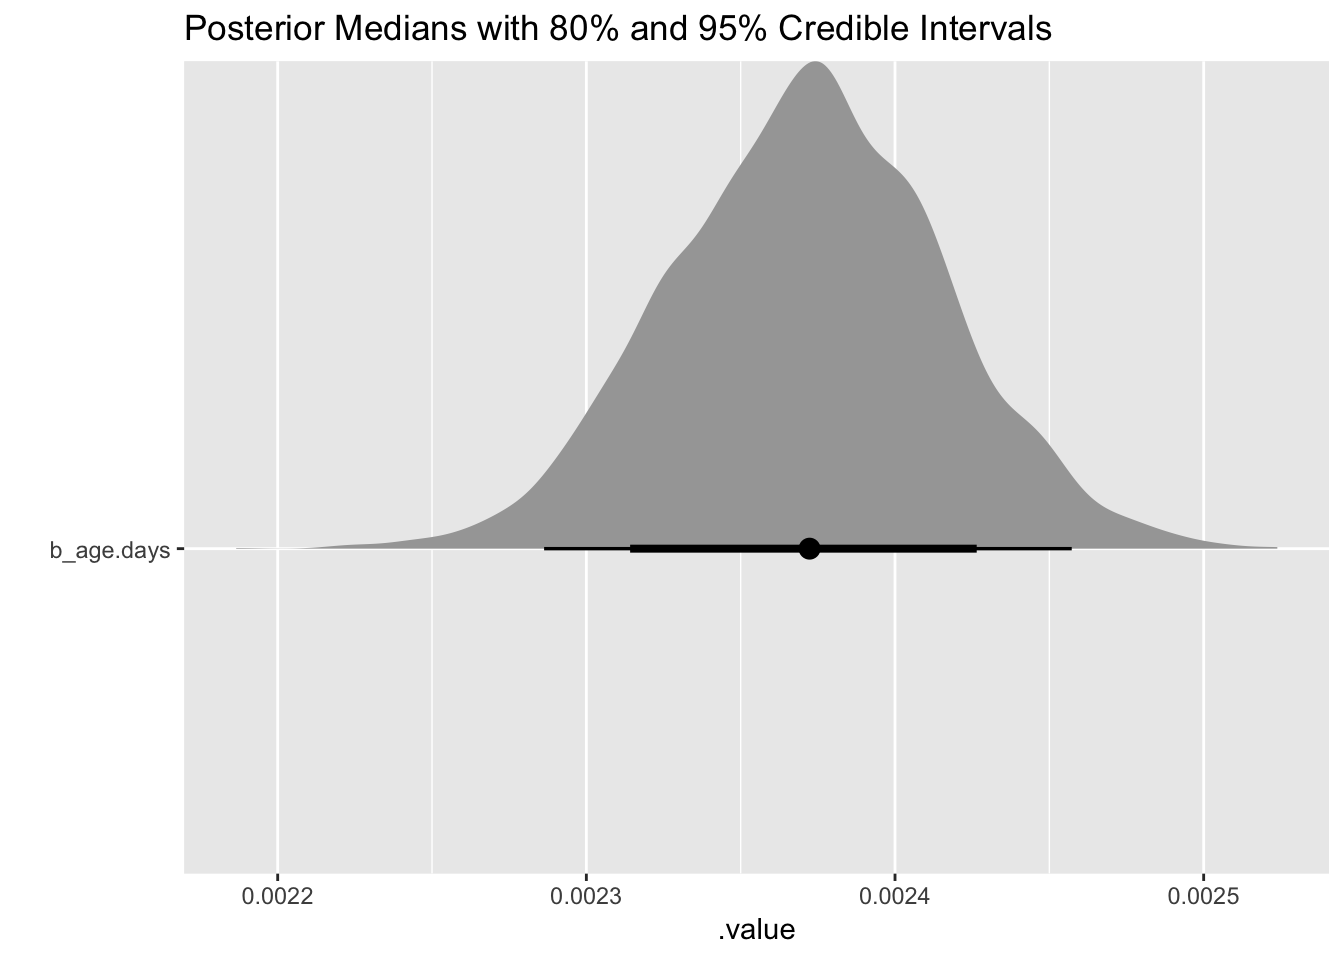 Posterior Medians with 80% and 95% Credible Intervals
b_age.days
0.0022 0.0023 0.0024 0.0025
.value